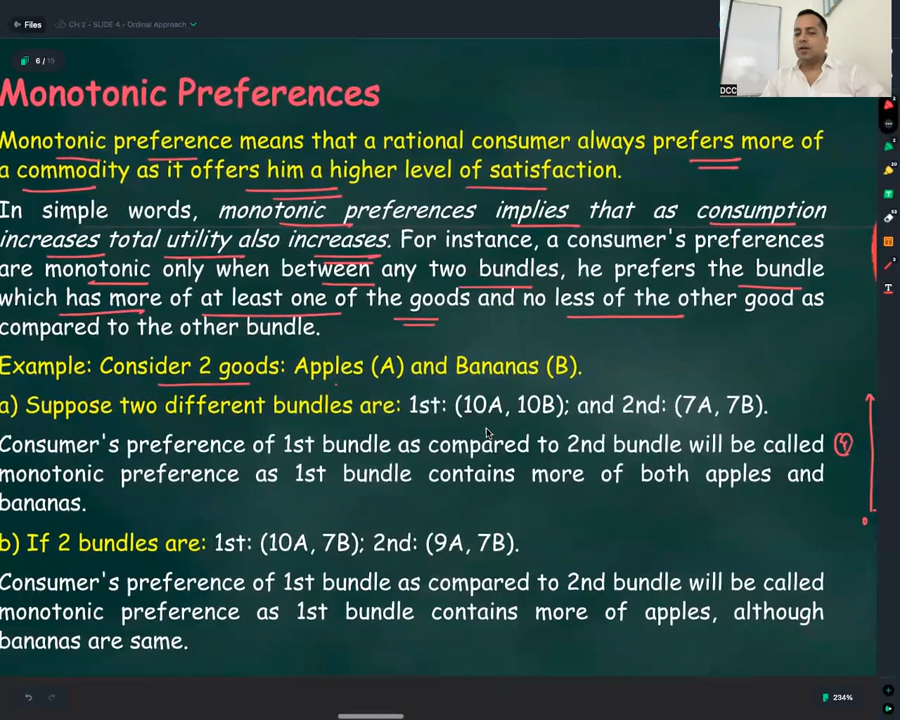 Files
CH 2 - SLIDE 4 - Ordinal Approach
6 / 13
DCC
Monotonic Preferences
Monotonic preference means that a rational consumer always prefers more of
a commodity as it offers him a higher level of satisfaction.
In simple words, monotonic preferences implies that as consumption
increases total utility also increases. For instance, a consumer's preferences
are monotonic only when between any two bundles, he prefers the bundle
which has more of at least one of the goods and no less of the other good as
compared to the other bundle.
Example: Consider 2 goods: Apples (A) and Bananas (B).
a) Suppose two different bundles are: 1st: (10A, 10B); and 2nd: (7A, 7B).
Consumer's preference of 1st bundle as compared to 2nd bundle will be called
monotonic preference as 1st bundle contains more of both apples and
bananas.
b) If 2 bundles are: 1st: (10A, 7B); 2nd: (9A, 7B).
Consumer's preference of 1st bundle as compared to 2nd bundle will be called
monotonic preference as 1st bundle contains more of apples, although
bananas are same.
234%